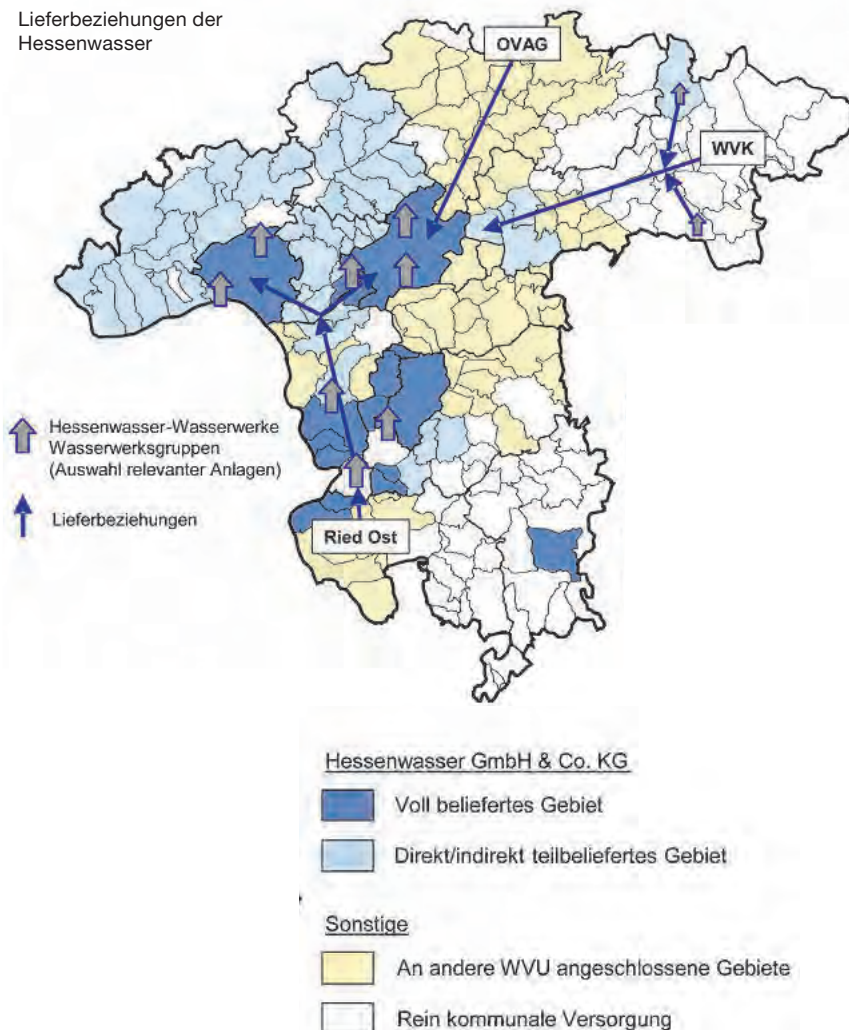 Lieferbeziehungen der
Hessenwasser
OVAG
WVK
Hessenwasser-Wasserwerke
Wasserwerksgruppen
(Auswahl relevanter Anlagen)
Lieferbeziehungen
Ried Ost
Hessenwasser GmbH & Co. KG
Voll beliefertes Gebiet
Direkt/indirekt teilbeliefertes Gebiet
Sonstige
An andere WVU angeschlossene Gebiete
Rein kommunale Versorgung